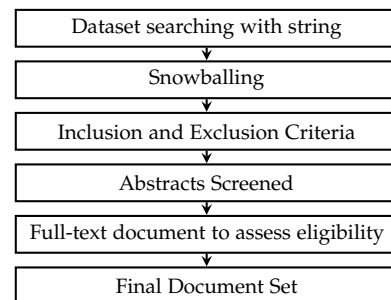 Dataset searching with string
Snowballing
Inclusion and Exclusion Criteria
Abstracts Screened
Full-text document to assess eligibility
Final Document Set